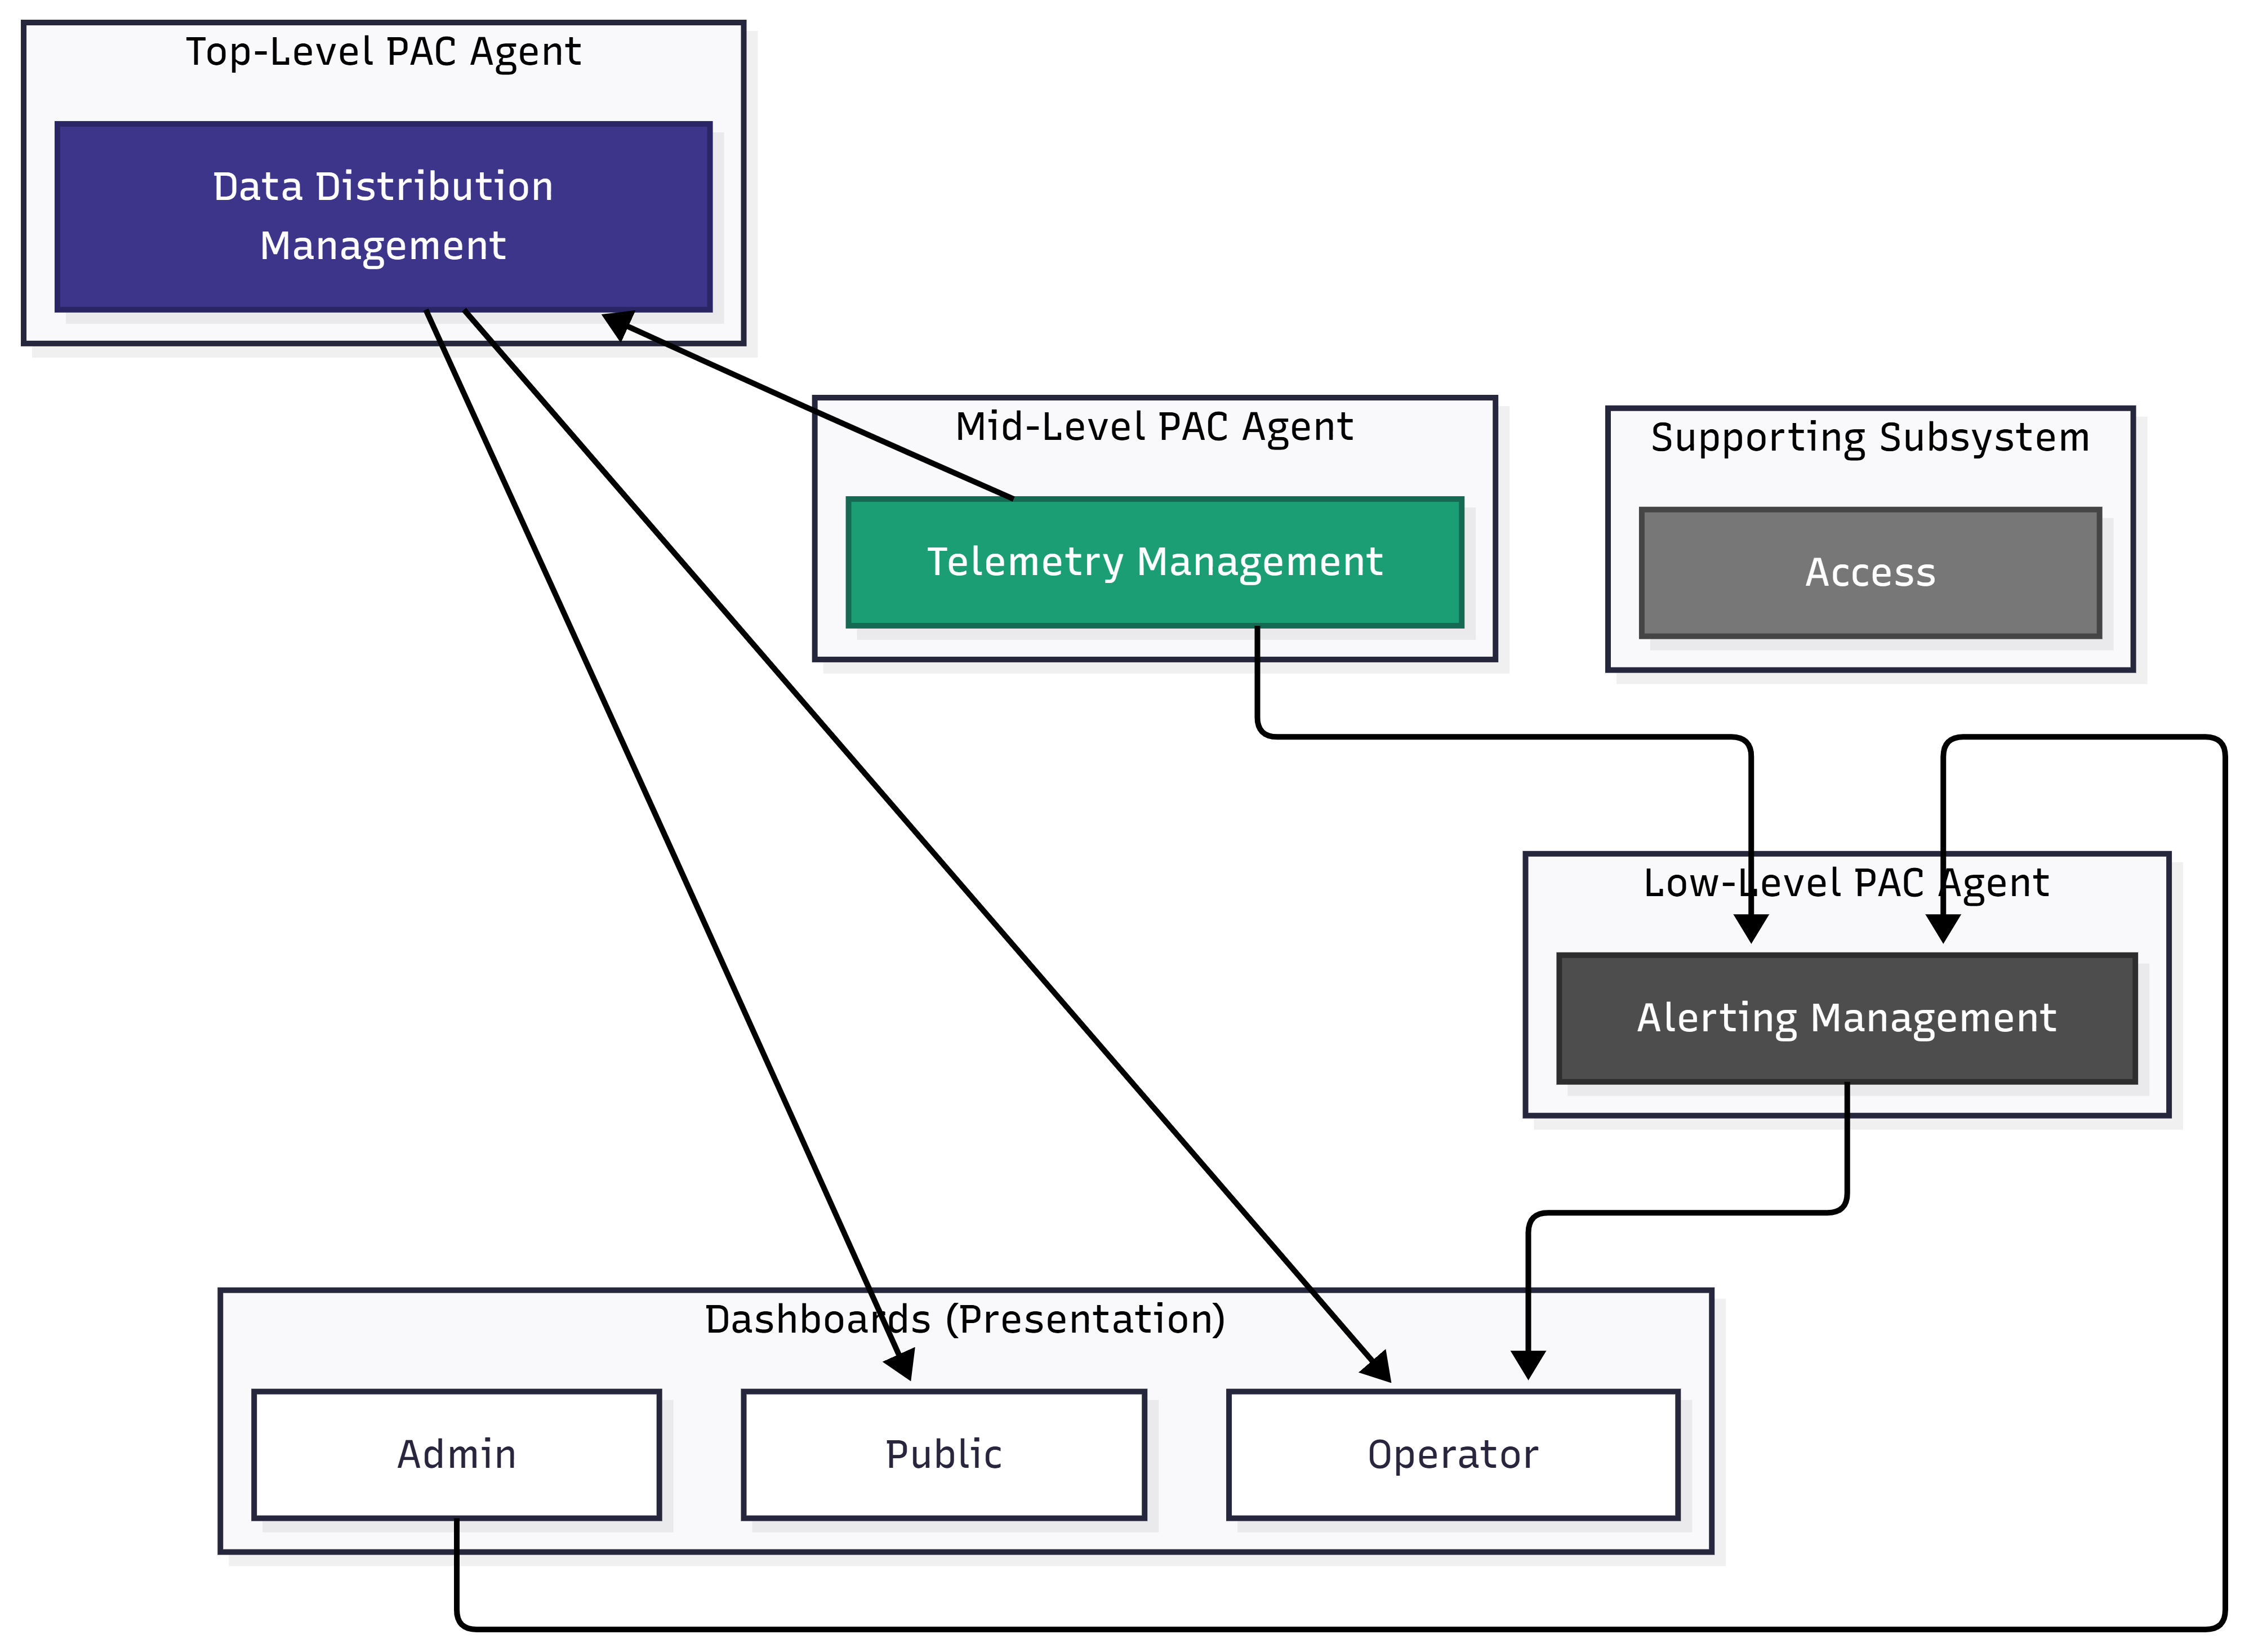 Top-Level PAC Agent
Data Distribution
Management
Mid-Level PAC Agent
Telemetry Management
Supporting Subsystem
Access
Low-Level PAC Agent
Alerting Management
Dashboards (Presentation)
Admin
Public
Operator